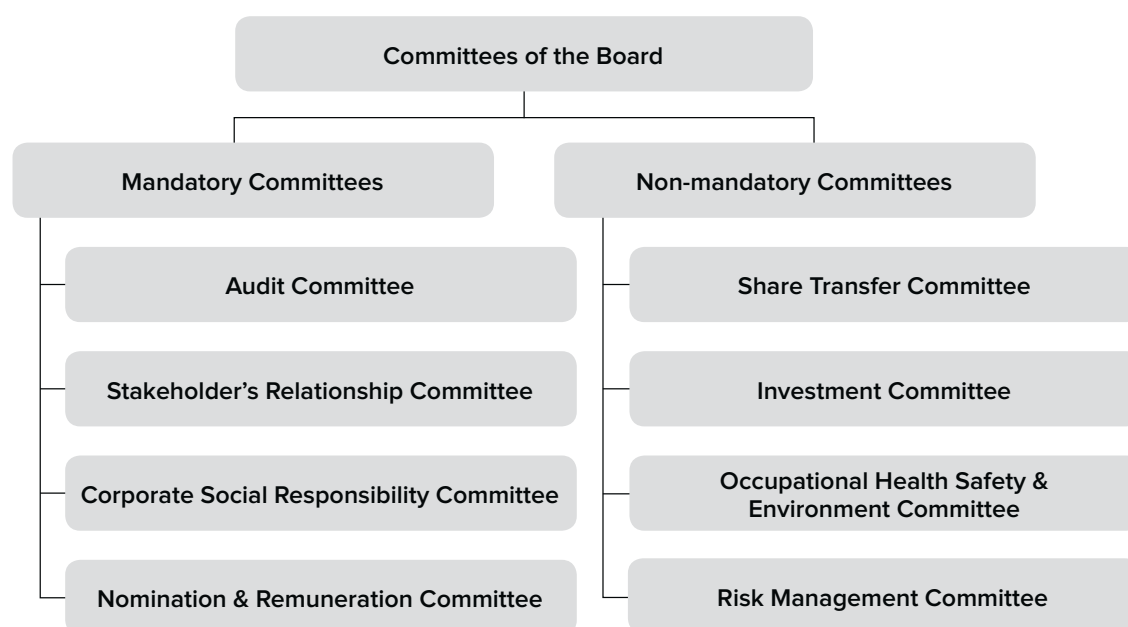 Committees of the Board
Mandatory Committees
Non-mandatory Committees
Audit Committee
Stakeholder’s Relationship Committee
Corporate Social Responsibility Committee
Nomination & Remuneration Committee
Share Transfer Committee
Investment Committee
Occupational Health Safety &
Environment Committee
Risk Management Committee